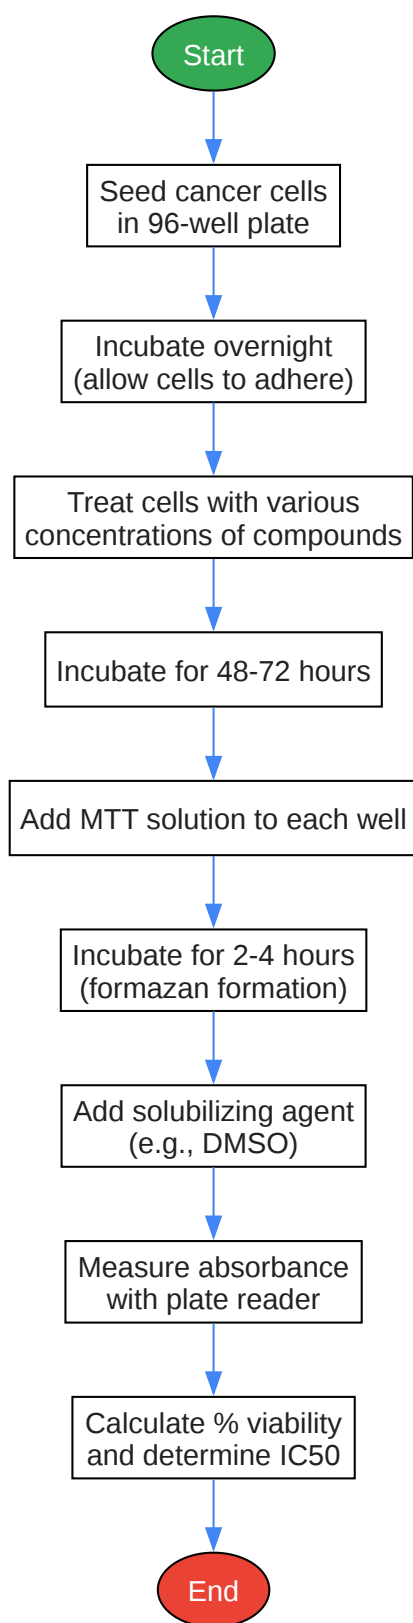 Start
Seed cancer cells
in 96-well plate
Incubate overnight
(allow cells to adhere)
Treat cells with various
concentrations of compounds
Incubate for 48-72 hours
Add MTT solution to each well
Incubate for 2-4 hours
(formazan formation)
Add solubilizing agent
(e.g., DMSO)
Measure absorbance
with plate reader
Calculate % viability
and determine IC50
End